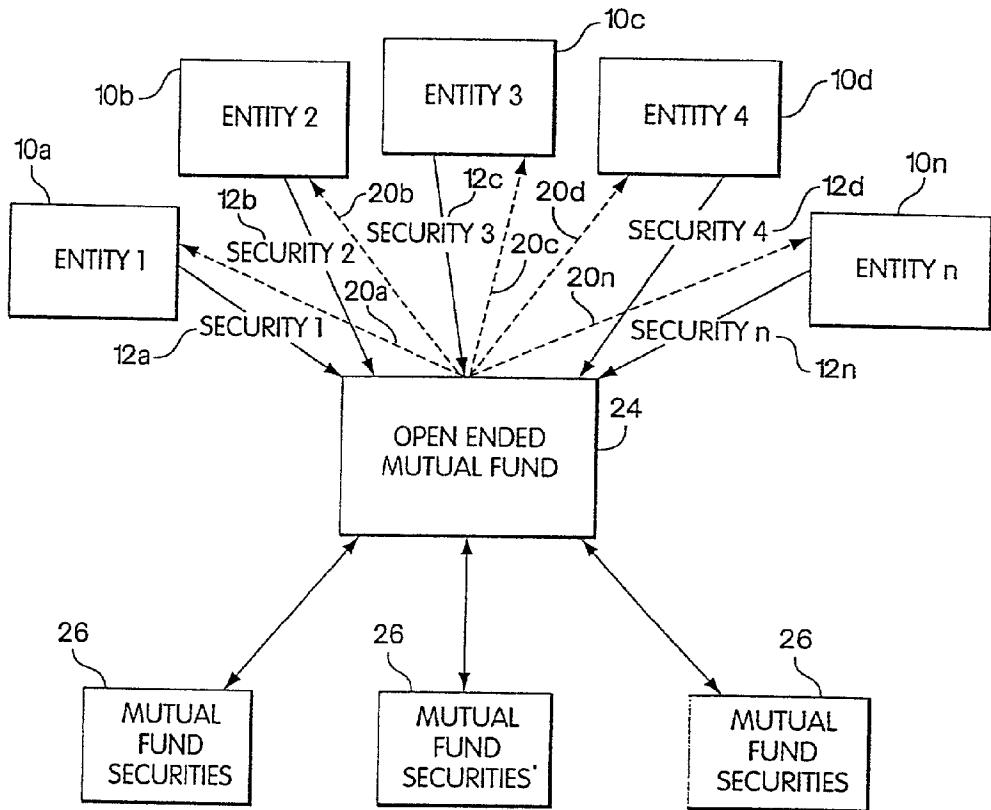 10c
10b
10d
ENTITY 3
ENTITY 2
ENTITY 4
10a
10n
12b
20b
12c
20d
12d
SECURITY 3
SECURITY 4
SECURITY 2
20c
ENTITY 1
ENTITY n
20a
20n
SECURITY 1
SECURITY n
12a
12n
24
OPEN ENDED
MUTUAL FUND
26
26
26
MUTUAL
FUND
SECURITIES
MUTUAL
FUND
SECURITIES'
MUTUAL
FUND
SECURITIES